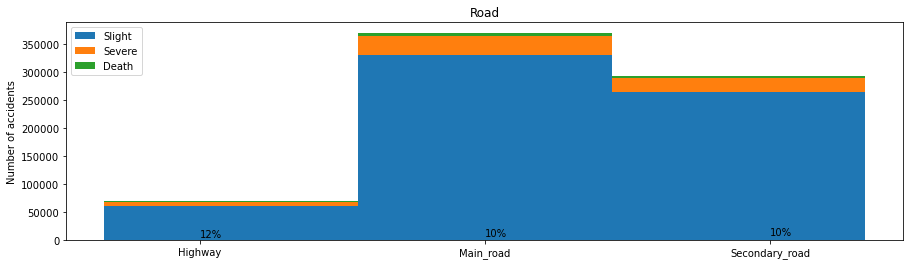 Road
Slight
Severe
Death
Number of accidents
350000
300000
250000
200000
150000
100000
50000
0
12%
10%
10%
Highway
Main_road
Secondary_road